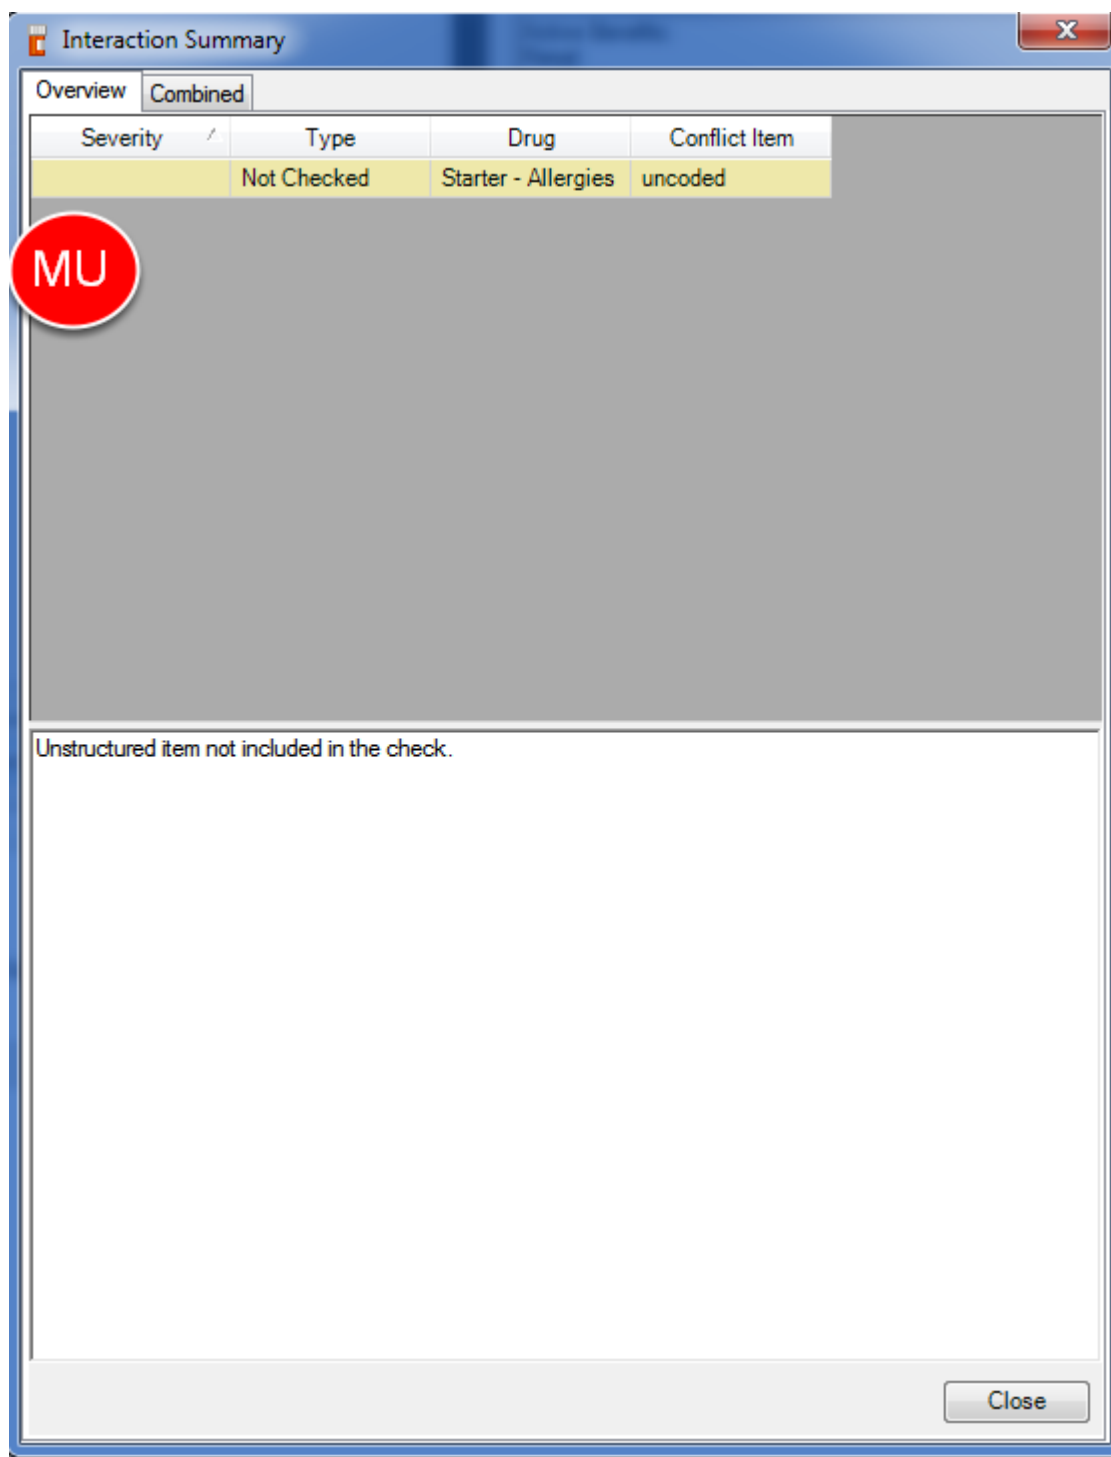 Interaction Summary
Overview Combined
Severity Type Drug Conflict Item
Not Checked Starter - Allergies uncoded
MU
Unstructured item not included in the check.
Close